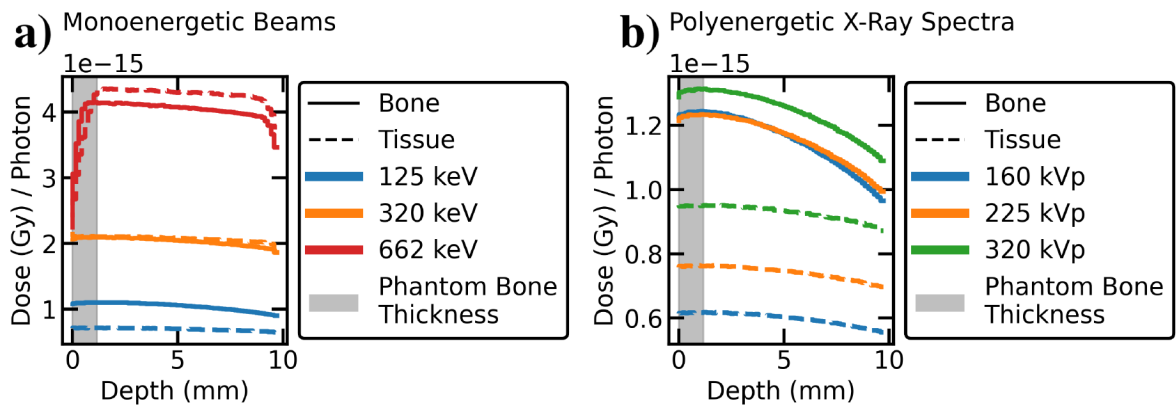 a) Monoenergetic Beams
1e−15
4
3
2
1
0
5
10
Dose (Gy) / Photon
Depth (mm)
Bone
Tissue
125 keV
320 keV
662 keV
Phantom Bone
Thickness
b) Polyenergetic X-Ray Spectra
1e−15
1.2
1.0
0.8
0.6
0
5
10
Dose (Gy) / Photon
Depth (mm)
Bone
Tissue
160 kVp
225 kVp
320 kVp
Phantom Bone
Thickness